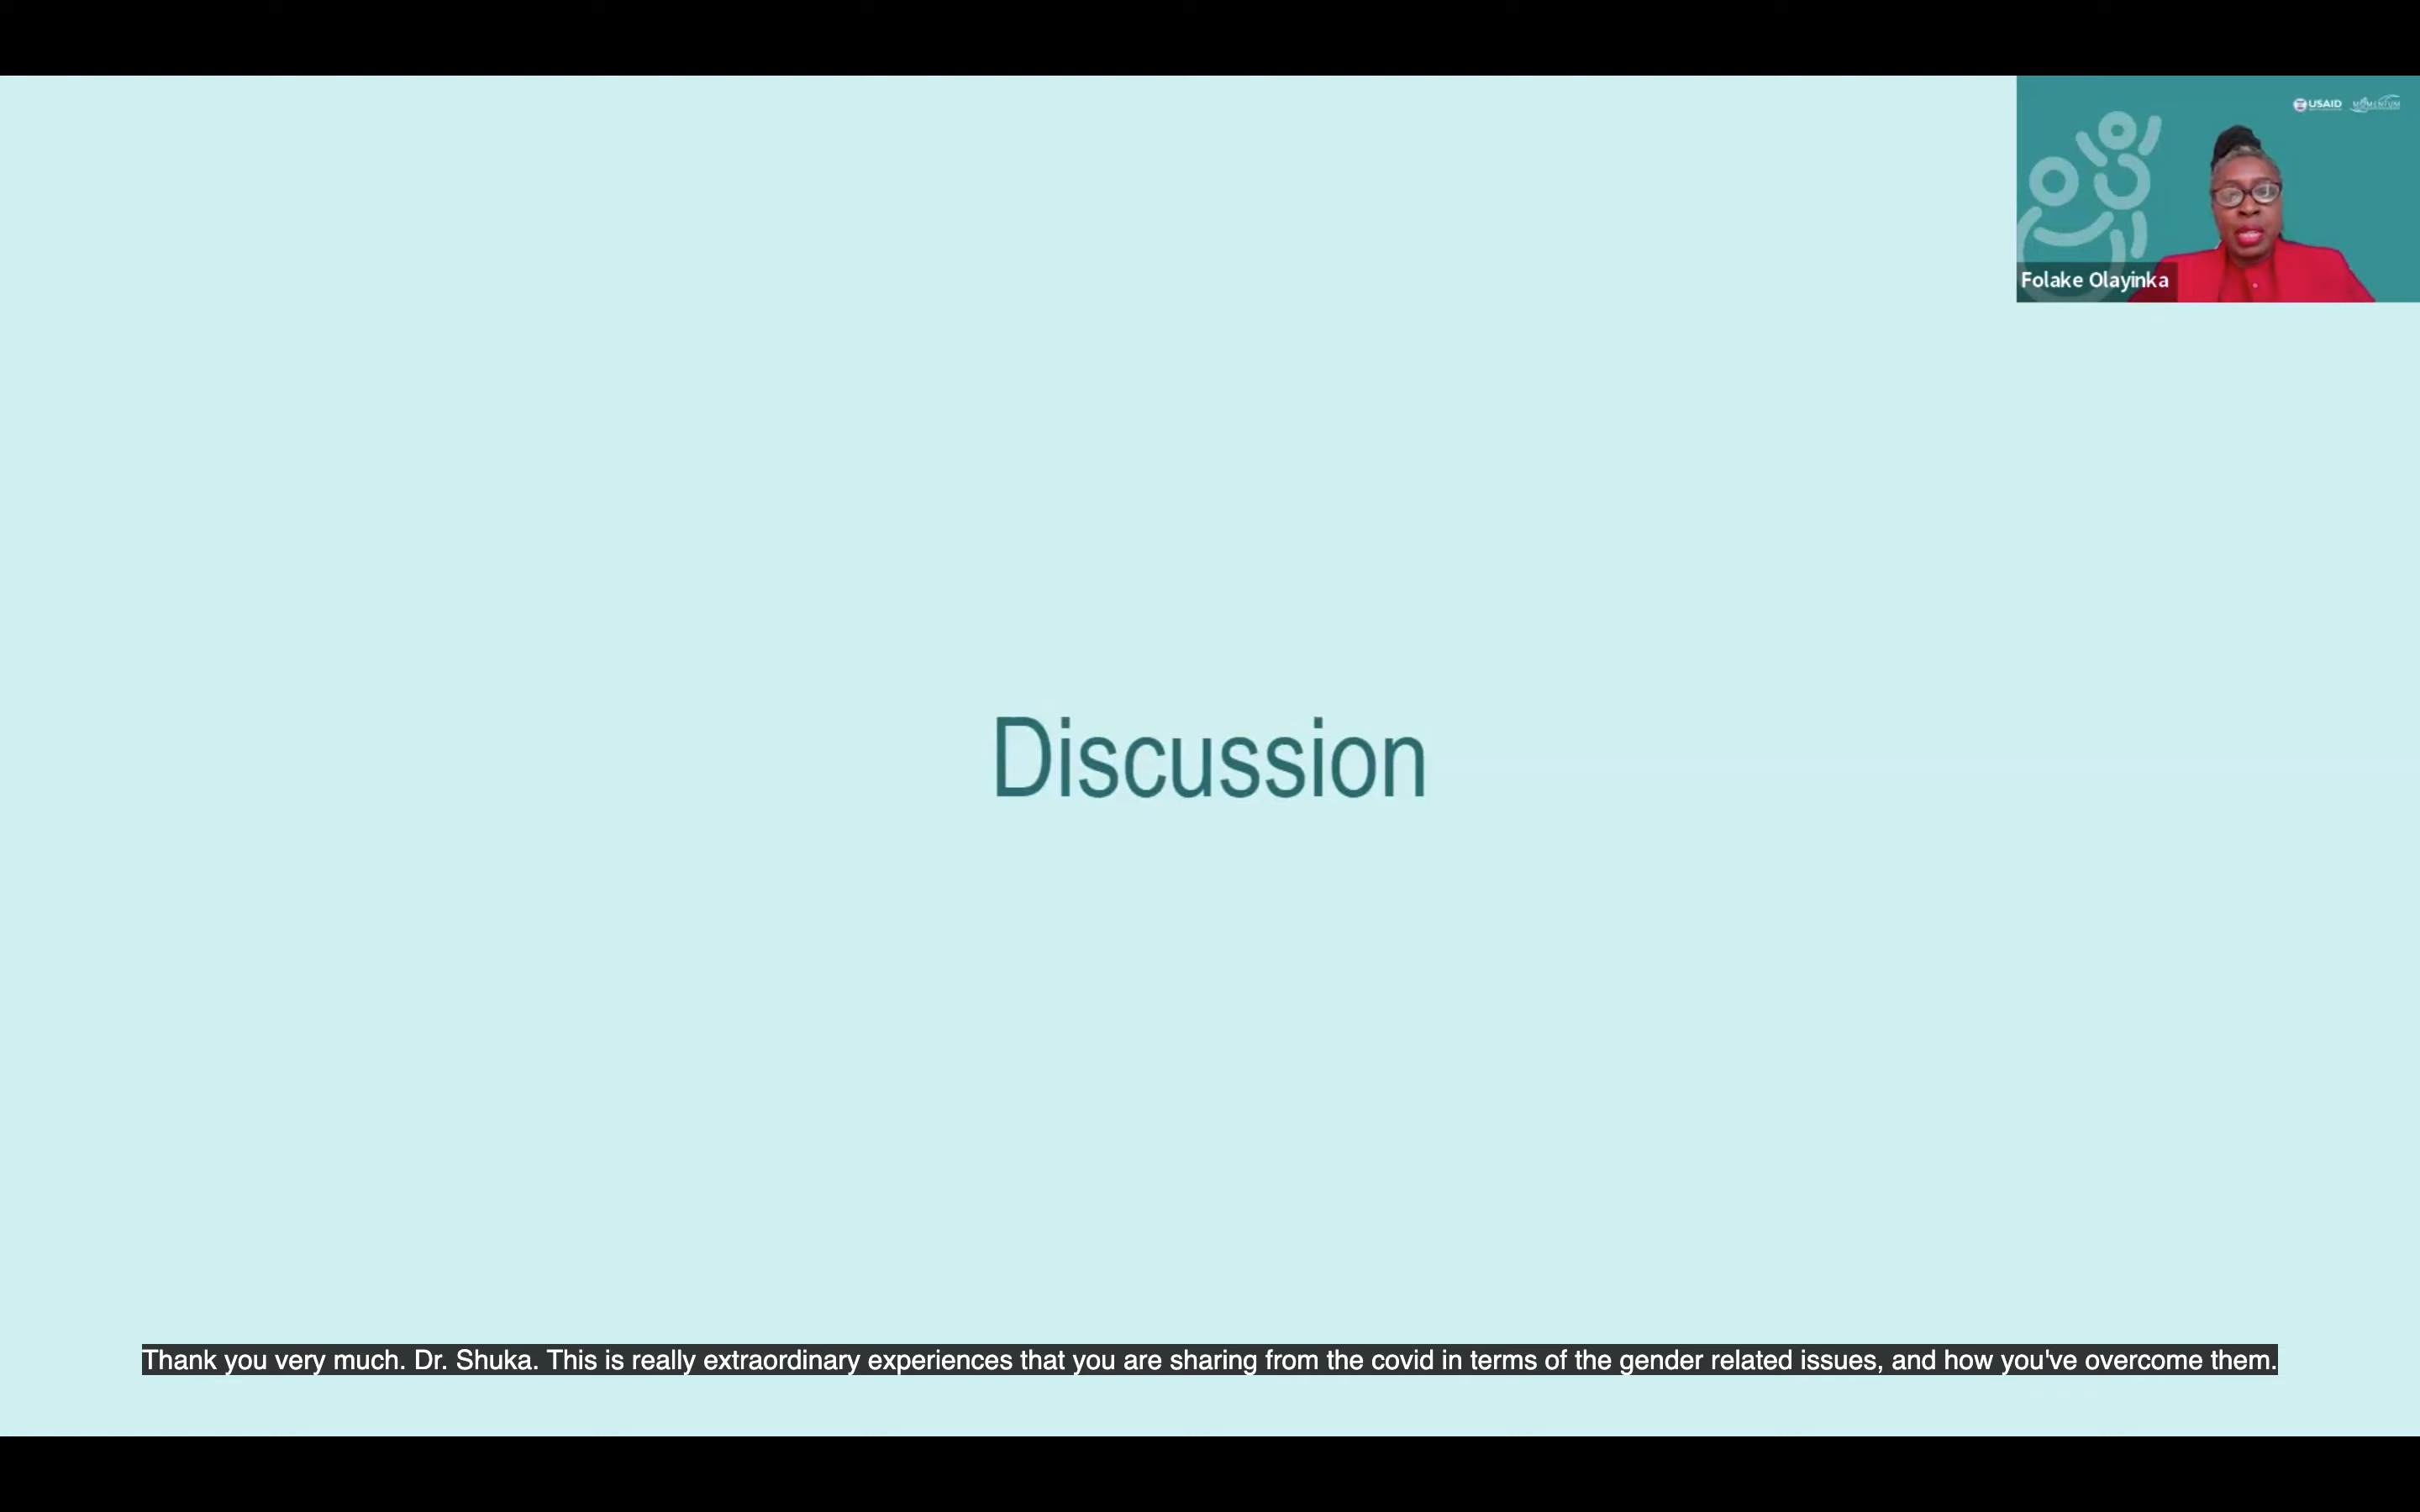 USAID MOMENTUM
Folake Olayinka
Discussion
Thank you very much. Dr. Shuka. This is really extraordinary experiences that you are sharing from the covid in terms of the gender related issues, and how you've overcome them.